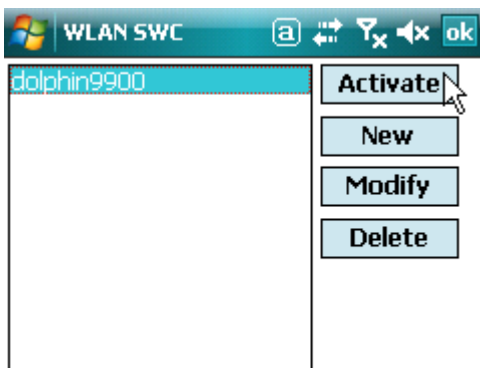 WLAN SWC a ok
dolphin9900
Activate
New
Modify
Delete